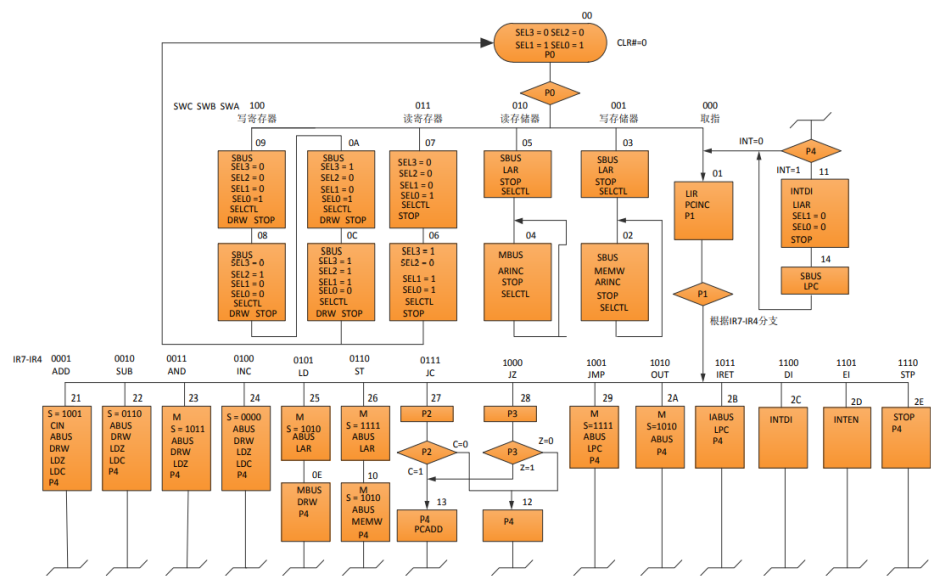 00
SEL3 = 0 SEL2 = 0
SEL1 = 1 SEL0 = 1
P0
CLR#=0
P0
SWC SWB SWA
100
写寄存器
011
读寄存器
010
读存储器
001
写存储器
000
取指
INT=0
P4
INT=1
09
SBUS
SEL3 = 0
SEL2 = 0
SEL1 = 0
SEL0 =1
SELCTL
DRW STOP
0A
SBUS
SEL3 = 1
SEL2 = 0
SEL1 = 0
SEL0 =1
SELCTL
DRW STOP
07
SEL3 = 0
SEL2 = 0
SEL1 = 0
SEL0 = 1
SELCTL
STOP
05
SBUS
LAR
STOP
SELCTL
03
SBUS
LAR
STOP
SELCTL
01
LIR
PCINC
P1
11
INTDI
LIAR
SEL1 = 0
SEL0 = 0
STOP
08
SBUS
SEL3 = 0
SEL2 = 1
SEL1 = 0
SEL0 = 0
SELCTL
DRW STOP
0C
SBUS
SEL3 = 1
SEL2 = 1
SEL1 = 1
SEL0 = 0
SELCTL
DRW STOP
06
SEL3 = 1
SEL2 = 0
SEL1 = 1
SEL0 = 1
SELCTL
STOP
04
MBUS
ARINC
STOP
SELCTL
02
SBUS
MEMW
ARINC
STOP
SELCTL
14
SBUS
LPC
P1
根据IR7-IR4分支
IR7-IR4
0001
ADD
0010
SUB
0011
AND
0100
INC
0101
LD
0110
ST
0111
JC
1000
JZ
1001
JMP
1010
OUT
1011
IRET
1100
DI
1101
EI
1110
STP
21
S = 1001
CIN
ABUS
DRW
LDZ
LDC
P4
22
S = 0110
ABUS
DRW
LDZ
LDC
P4
23
M
S = 1011
ABUS
DRW
LDZ
P4
24
S = 0000
ABUS
DRW
LDZ
LDC
P4
25
M
S = 1010
ABUS
LAR
26
M
S = 1111
ABUS
LAR
27
P2
P2
C=0
C=1
28
P3
P3
Z=0
Z=1
29
M
S=1111
ABUS
LPC
P4
2A
M
S=1010
ABUS
P4
2B
IABUS
LPC
P4
2C
INTDI
2D
INTEN
2E
STOP
P4
0E
MBUS
DRW
P4
10
M
S = 1010
ABUS
MEMW
P4
13
P4
PCADD
12
P4